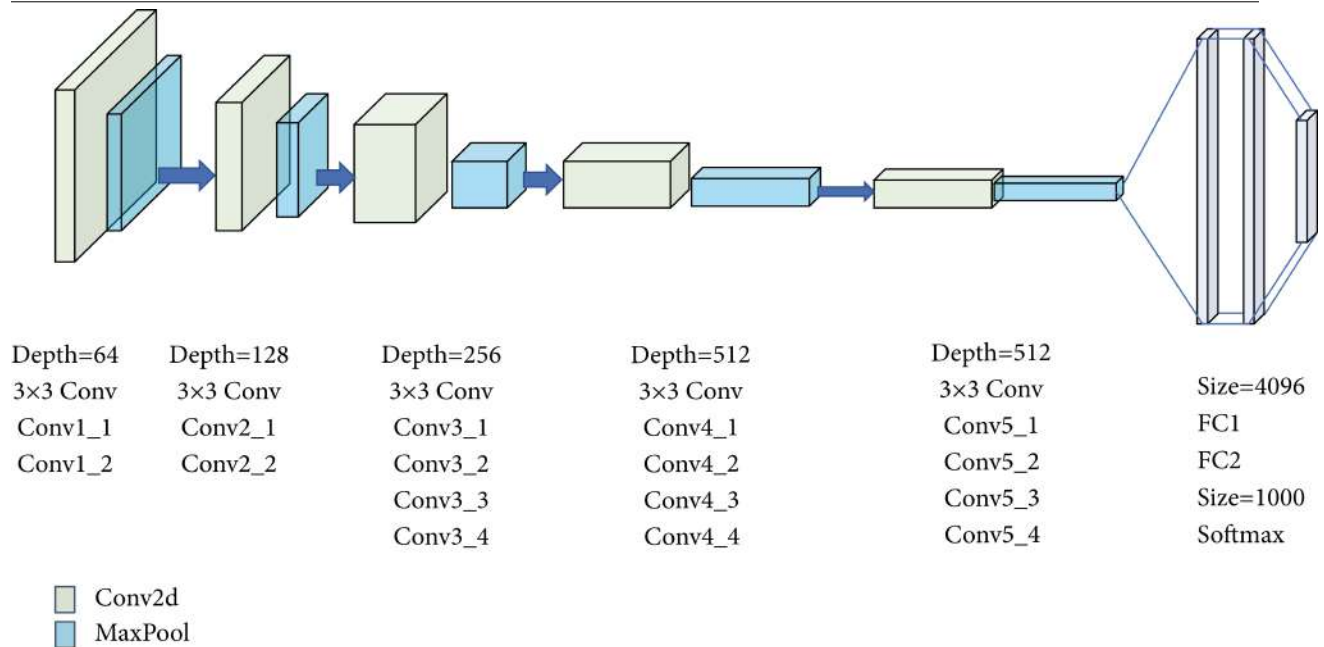 Depth=64
3×3 Conv
Conv1_1
Conv1_2
Depth=128
3×3 Conv
Conv2_1
Conv2_2
Depth=256
3×3 Conv
Conv3_1
Conv3_2
Conv3_3
Conv3_4
Depth=512
3×3 Conv
Conv4_1
Conv4_2
Conv4_3
Conv4_4
Depth=512
3×3 Conv
Conv5_1
Conv5_2
Conv5_3
Conv5_4
Size=4096
FC1
FC2
Size=1000
Softmax
Conv2d
MaxPool